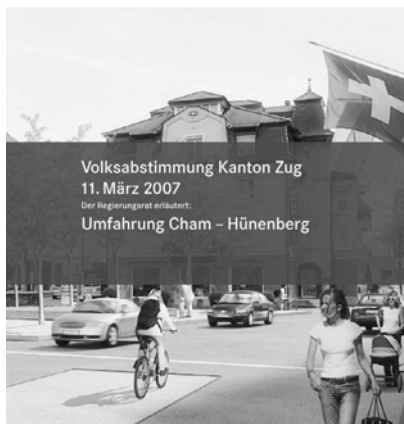 Volksabstimmung Kanton Zug
11. März 2007
Der Regierungsrat erläutert:
Umfahrung Cham – Hünenberg